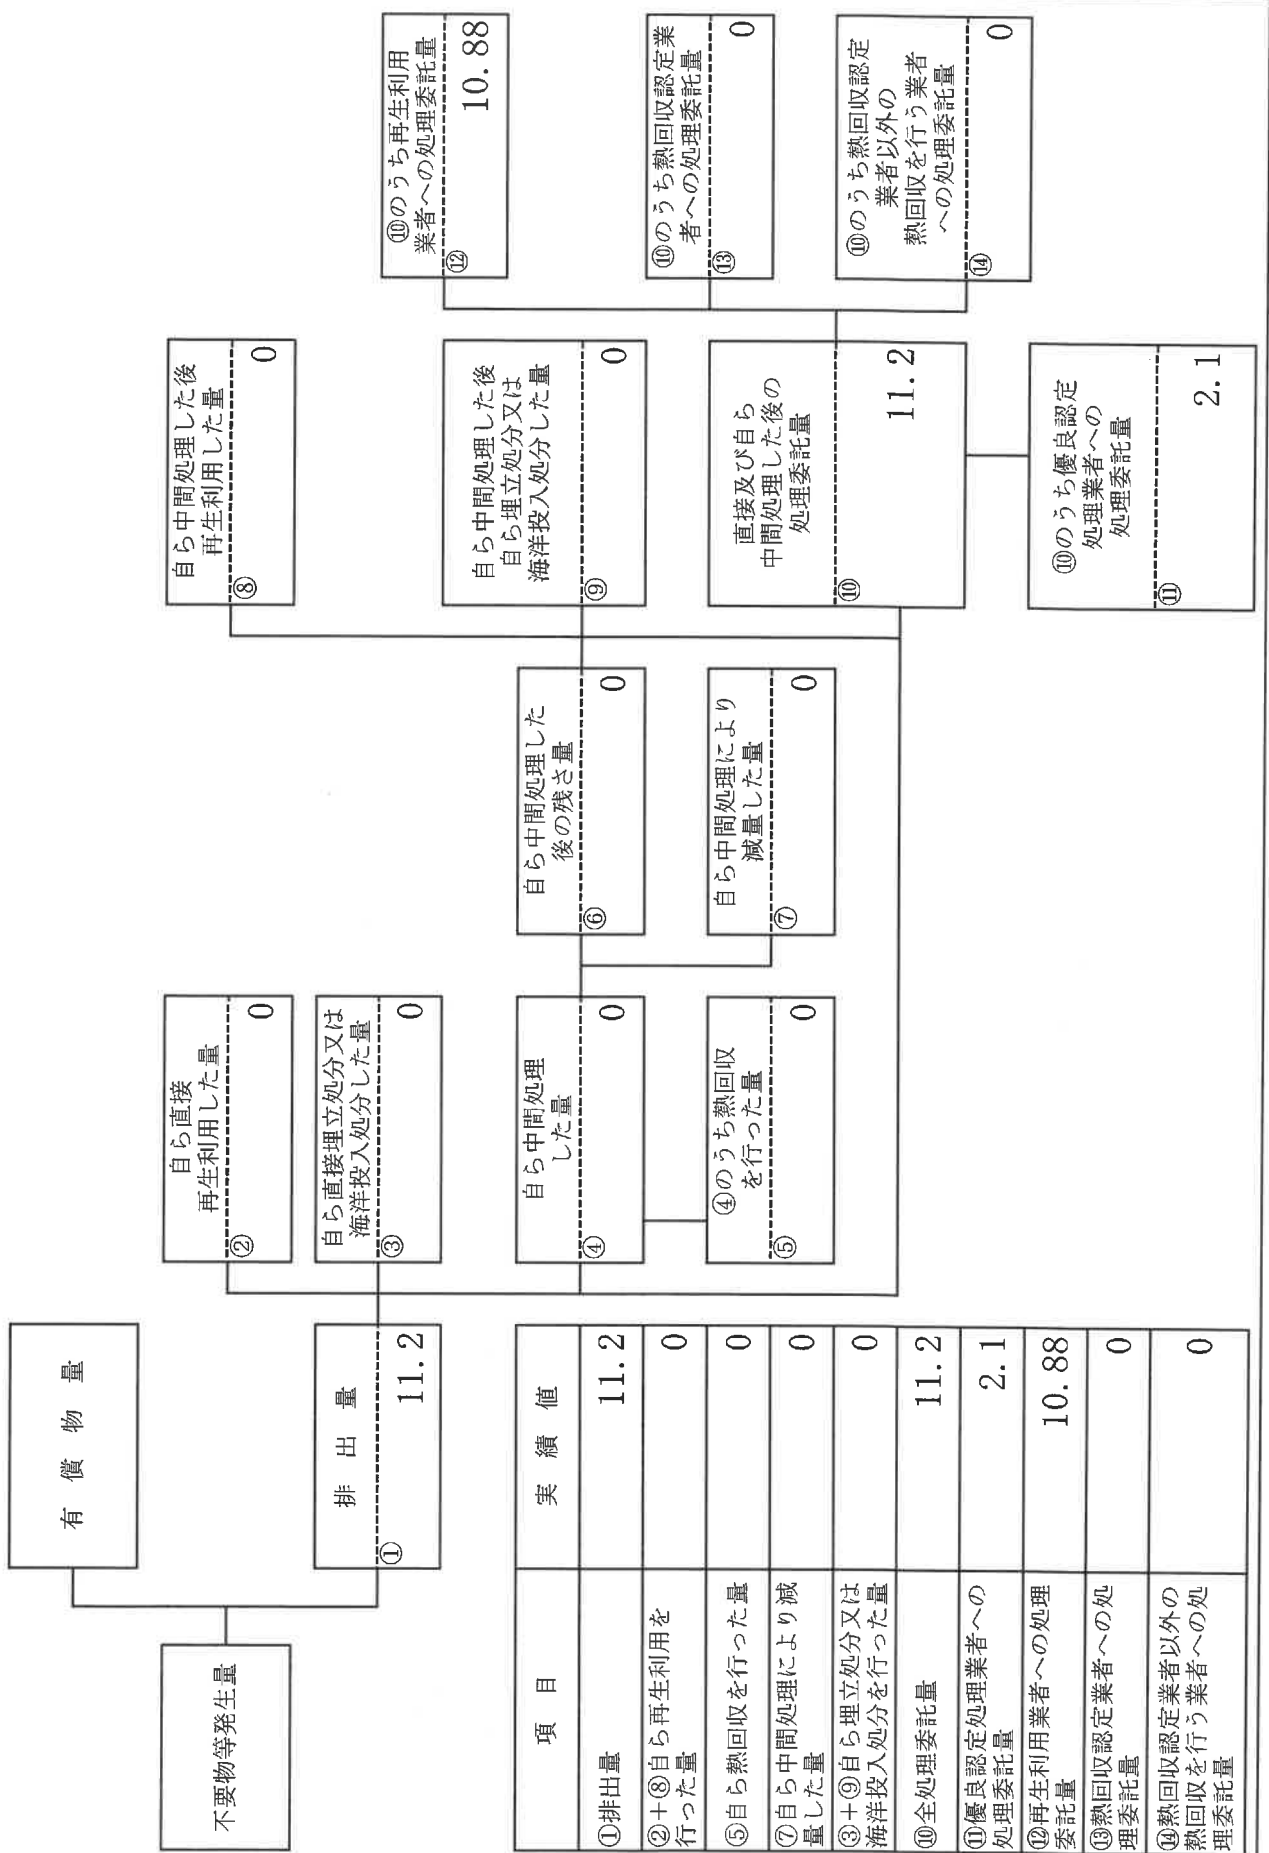 不要物等発生量
有償物量
排出量
①
11.2
自ら直接
再生利用した量
②
0
自ら直接埋立処分又は
海洋投入処分した量
③
0
自ら中間処理
した量
④
0
④のうち熱回収
を行った量
⑤
0
自ら中間処理した
後の残さ量
⑥
0
自ら中間処理により
減量した量
⑦
0
自ら中間処理した後
再生利用した量
⑧
0
自ら中間処理した後
自ら埋立処分又は
海洋投入処分した量
⑨
0
直接及び自ら
中間処理した後の
処理委託量
⑩
11.2
⑩のうち優良認定
処理業者への
処理委託量
⑪
2.1
⑩のうち再生利用
業者への処理委託量
⑫
10.88
⑩のうち熱回収認定業
者への処理委託量
⑬
0
⑩のうち熱回収認定
業者以外の
熱回収を行う業者
への処理委託量
⑭
0
項目
実績値
①排出量
11.2
②+⑧自ら再生利用を
行った量
0
⑤自ら熱回収を行った量
0
⑦自ら中間処理により減
量した量
0
③+⑨自ら埋立処分又は
海洋投入処分を行った量
0
⑩全処理委託量
11.2
⑪優良認定処理業者への
処理委託量
2.1
⑫再生利用業者への処理
委託量
10.88
⑬熱回収認定業者への処
理委託量
0
⑭熱回収認定業者以外の
熱回収を行う業者への処
理委託量
0